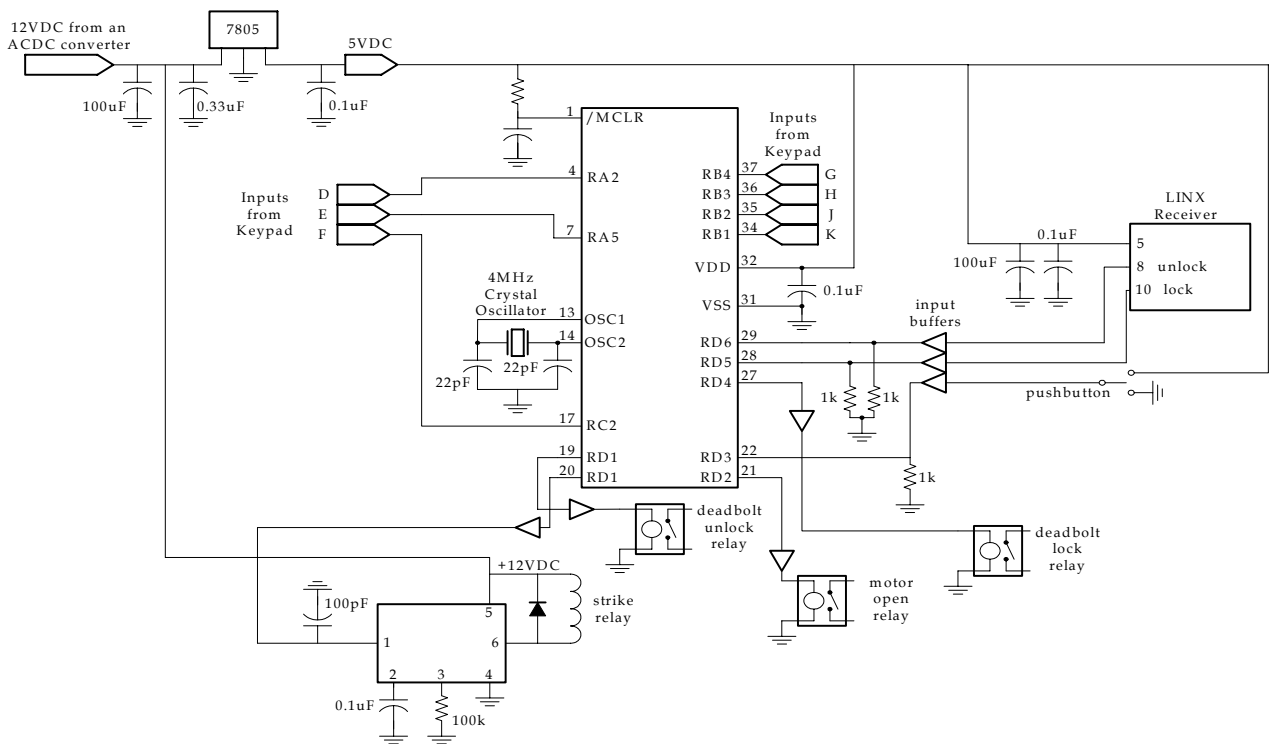 12VDC from an
ACDC converter
7805
5VDC
100uF
0.33uF
0.1uF
1
/MCLR
Inputs
from
Keypad
4
RA2
D
E
F
Inputs
from
Keypad
7
RA5
RB4
37
G
RB3
36
H
RB2
35
J
RB1
34
K
LINX
Receiver
5
8 unlock
10 lock
100uF
0.1uF
VDD
32
0.1uF
VSS
31
4MHz
Crystal
Oscillator
13
OSC1
14
OSC2
22pF
22pF
input
buffers
RD6
29
RD5
28
RD4
27
1k
1k
pushbutton
17
RC2
19
RD1
20
RD1
RD3
22
RD2
21
1k
deadbolt
unlock
relay
deadbolt
lock
relay
motor
open
relay
+12VDC
strike
relay
100pF
5
1
6
2
3
4
0.1uF
100k